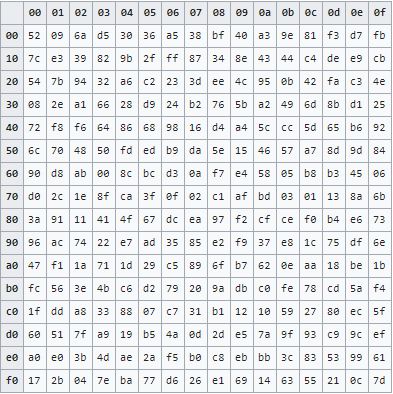 00 01 02 03 04 05 06 07 08 09 0a 0b 0c 0d 0e 0f
00 52 09 6a d5 30 36 a5 38 bf 40 a3 9e 81 f3 d7 fb
10 7c e3 39 82 9b 2f ff 87 34 8e 43 44 c4 de e9 cb
20 54 7b 94 32 a6 c2 23 3d ee 4c 95 0b 42 fa c3 4e
30 08 2e a1 66 28 d9 24 b2 76 5b a2 49 6d 8b d1 25
40 72 f8 f6 64 86 68 98 16 d4 a4 5c cc 5d 65 b6 92
50 6c 70 48 50 fd ed b9 da 5e 15 46 57 a7 8d 9d 84
60 90 d8 ab 00 8c bc d3 0a f7 e4 58 05 b8 b3 45 06
70 d0 2c 1e 8f ca 3f 0f 02 c1 af bd 03 01 13 8a 6b
80 3a 91 11 41 4f 67 dc ea 97 f2 cf ce f0 b4 e6 73
90 96 ac 74 22 e7 ad 35 85 e2 f9 37 e8 1c 75 df 6e
a0 47 f1 1a 71 1d 29 c5 89 6f b7 62 0e aa 18 be 1b
b0 fc 56 3e 4b c6 d2 79 20 9a db c0 fe 78 cd 5a f4
c0 1f dd a8 33 88 07 c7 31 b1 12 10 59 27 80 ec 5f
d0 60 51 7f a9 19 b5 4a 0d 2d e5 7a 9f 93 c9 9c ef
e0 a0 e0 3b 4d ae 2a f5 b0 c8 eb bb 3c 83 53 99 61
f0 17 2b 04 7e ba 77 d6 26 e1 69 14 63 55 21 0c 7d